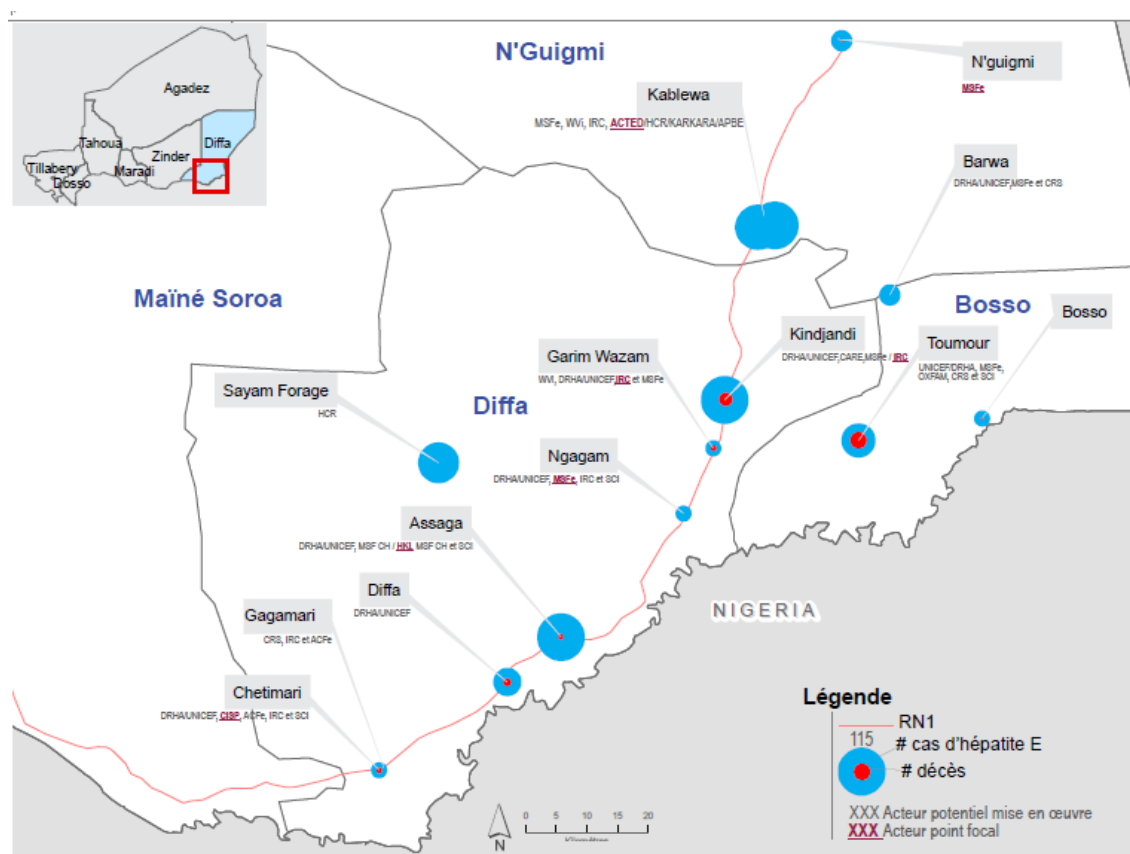 N'Guigmi
N'guigmi
MSFe
Agadez
Kablewa
MSFe, WVi, IRC, ACTED/HCR/KARKARA/APBE
Tahoua
Diffa
Zinder
Barwa
DRHA/UNICEF,MSFe et CRS
Tillabery
Maradi
Dosso
Maïné Soroa
Bosso
Bosso
Kindjandi
DRHA/UNICEF,CARE,MSFe / IRC
Toumour
UNICEF/DRHA, MSFe,
OXFAM, CRS et SCI
Garim Wazam
WVI, DRHA/UNICEF,IRC et MSFe
Sayam Forage
HCR
Diffa
Ngagam
DRHA/UNICEF, MSFe, IRC et SCI
Assaga
DRHA/UNICEF, MSF CH / HKI, MSF CH et SCI
Diffa
DRHA/UNICEF
NIGERIA
Gagamari
CRS, IRC et ACFe
Chetimari
DRHA/UNICEF, CISP, ACFe, IRC et SCI
Légende
RN1
115
# cas d'hépatite E
# décès
XXX Acteur potentiel mise en œuvre
XXX Acteur point focal
0 5 10 15 20
N